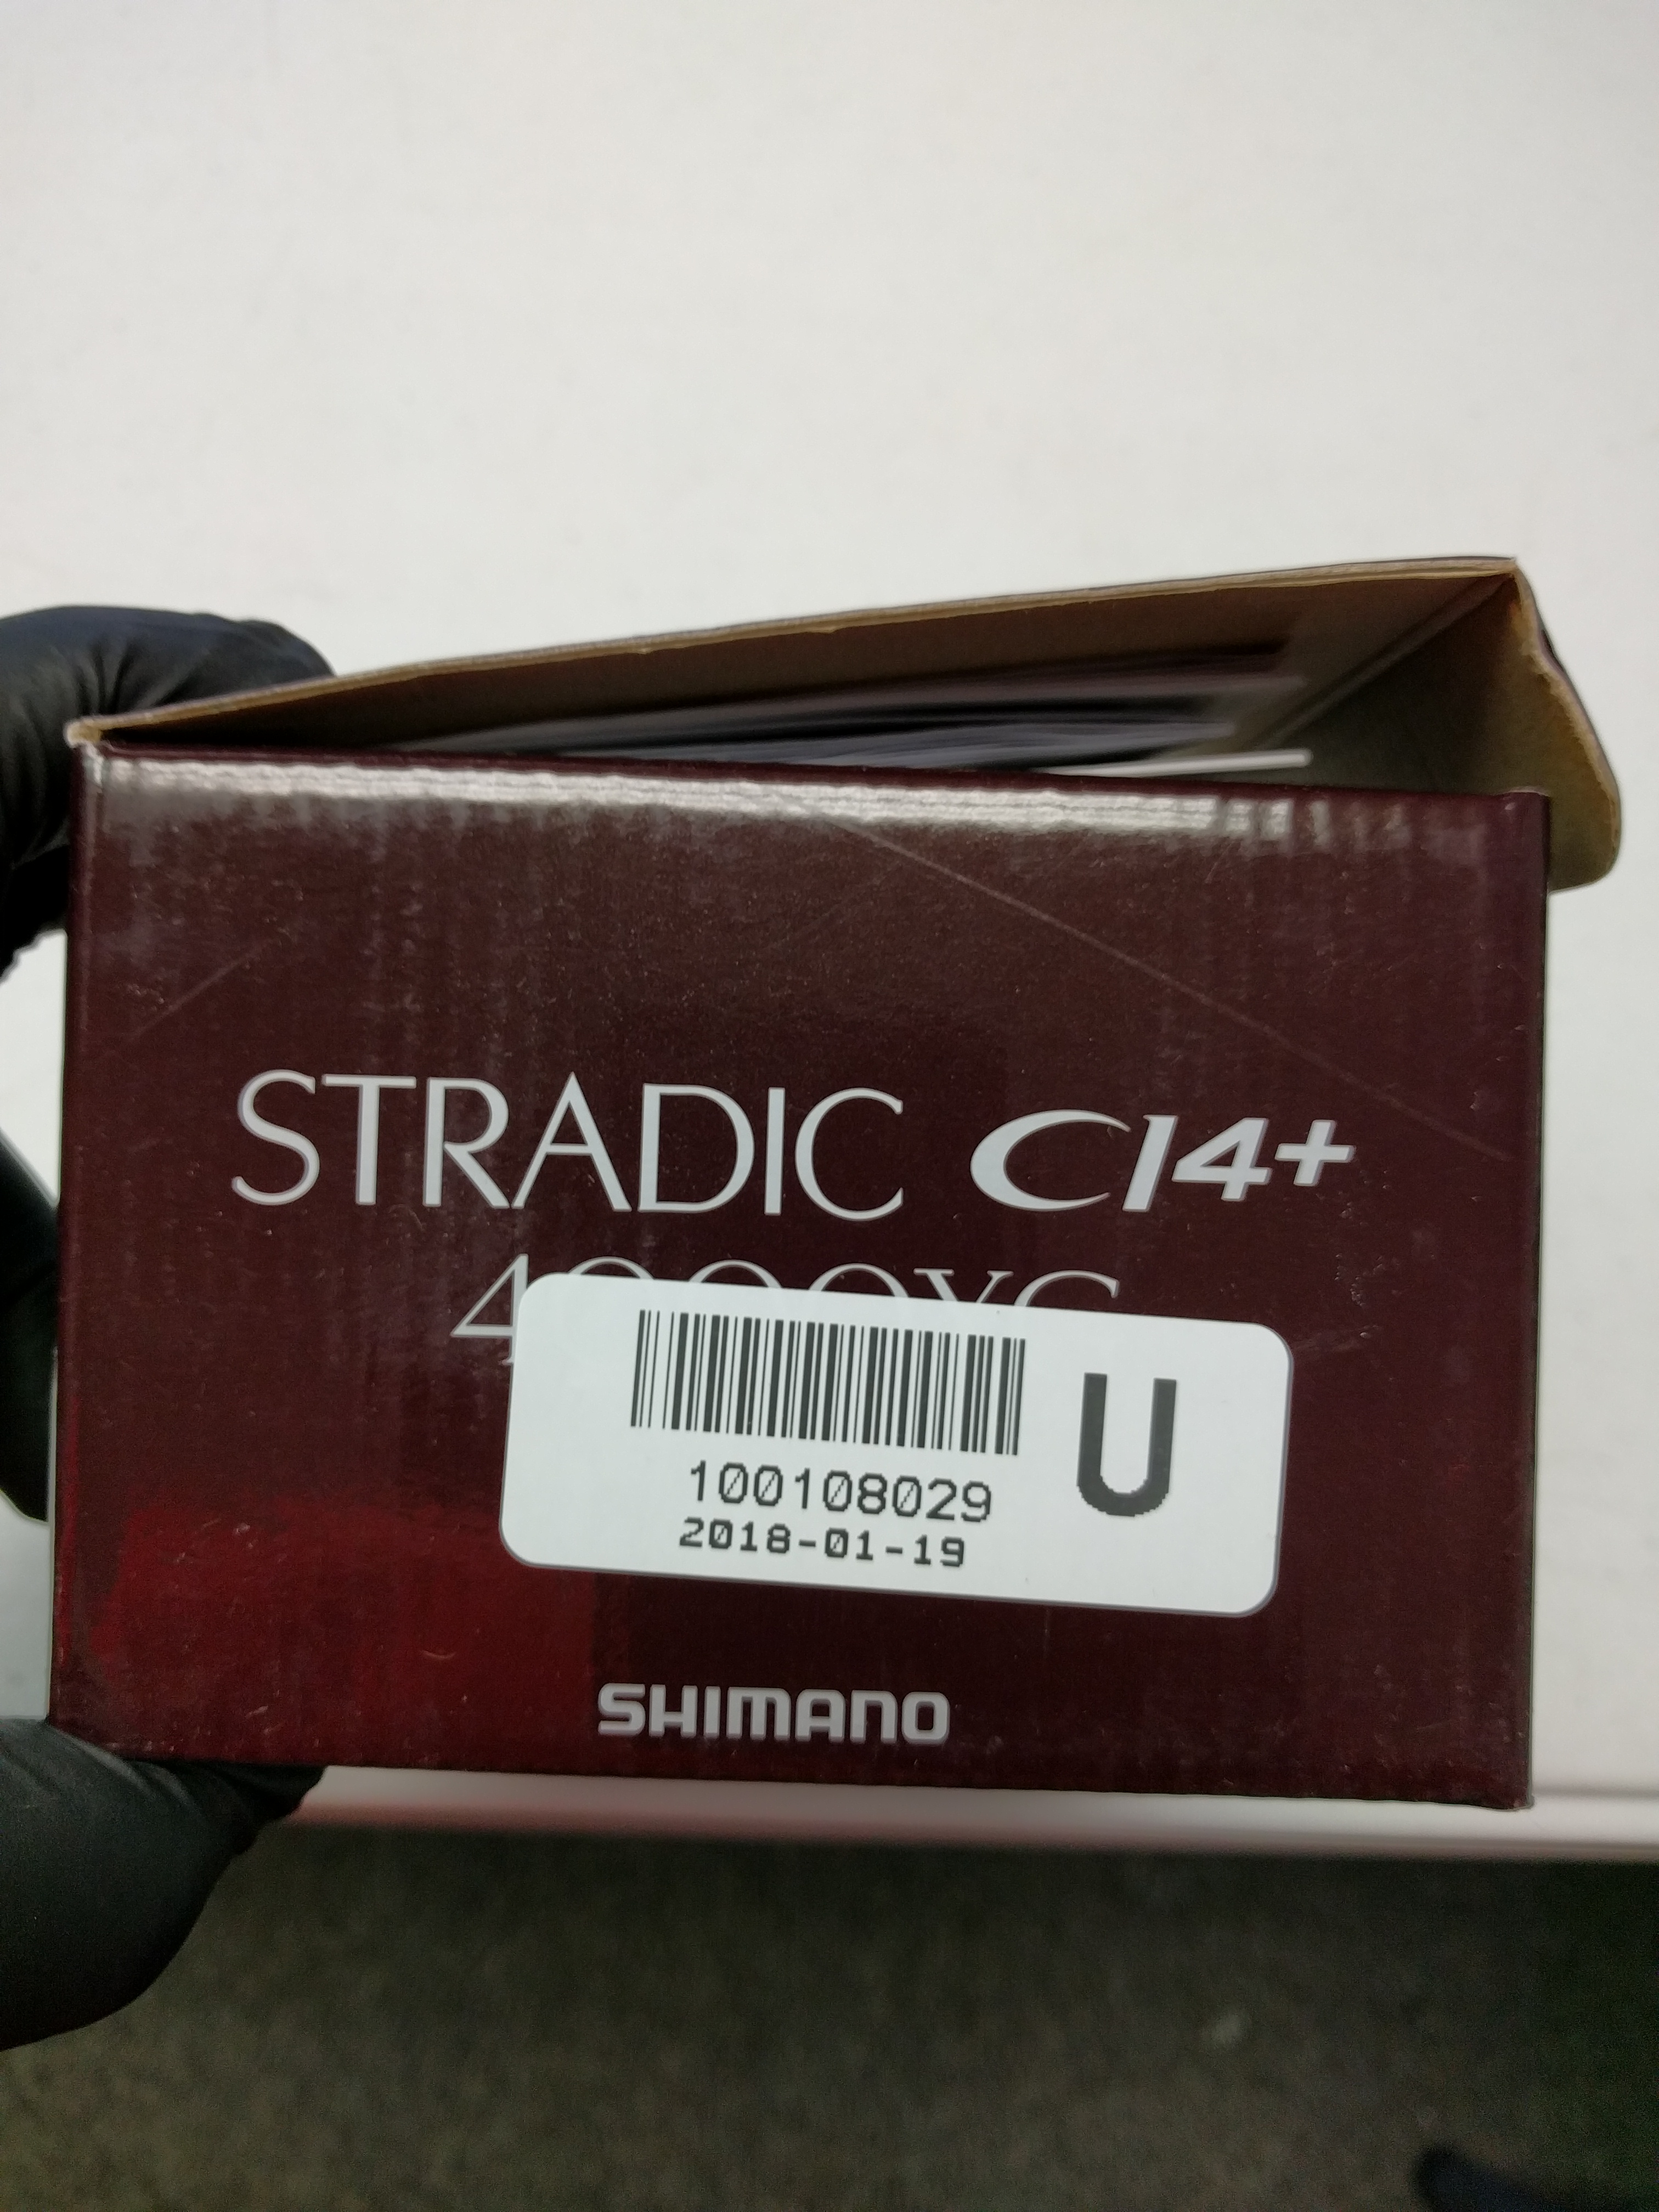 STRADIC CI4+
100108029
2018-01-19
U
SHIMANO